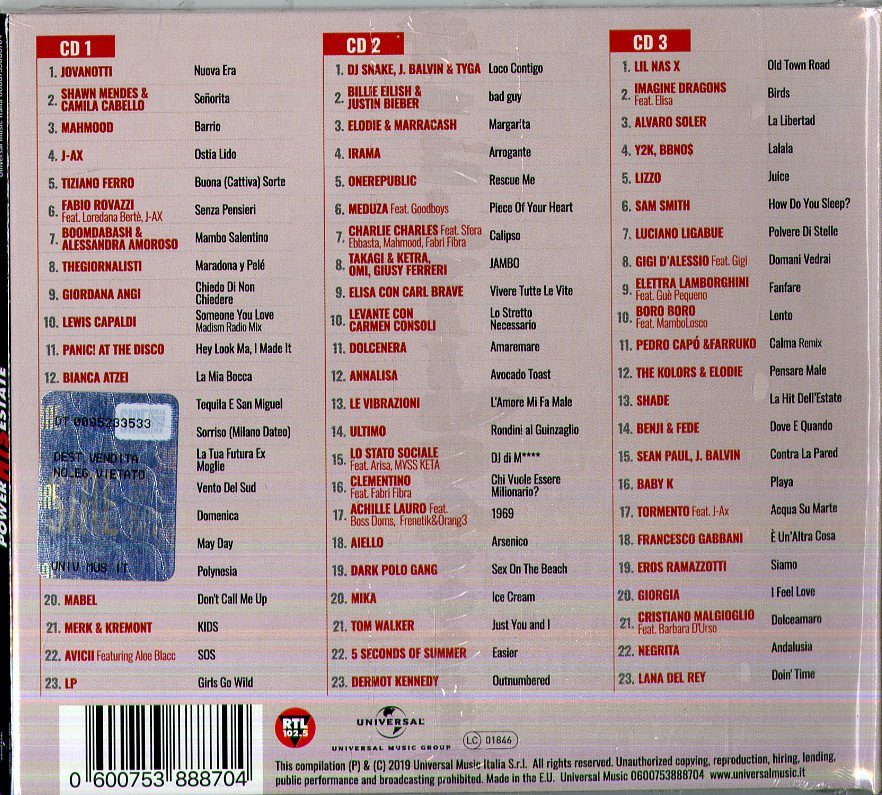 CD 1
1. JOVANOTTI Nuova Era
2. SHAWN MENDES & CAMILA CABELLO Señorita
3. MAHMOOD Barrio
4. J-AX Ostia Lido
5. TIZIANO FERRO Buona (Cattiva) Sorte
6. FABIO ROVAZZI Feat. Loredana Bertè, J-AX Senza Pensieri
7. BOOMDABASH & ALESSANDRA AMOROSO Mambo Salentino
8. THEGIORNALISTI Maradona y Pelé
9. GIORDANA ANGI Chiedo Di Non Chiedere
10. LEWIS CAPALDI Someone You Love Madism Radio Mix
11. PANIC! AT THE DISCO Hey Look Ma, I Made It
12. BIANCA ATZEI La Mia Bocca
Tequila E San Miguel
Sorriso (Milano Dateo)
La Tua Futura Ex Moglie
Vento Del Sud
Domenica
May Day
Polynesia
20. MABEL Don't Call Me Up
21. MERK & KREMONT KIDS
22. AVICII Featuring Aloe Blacc SOS
23. LP Girls Go Wild
DT 0095233533
DEST.VENDITA
NO.EG VIETATO
UNIV MUS IT
CD 2
1. DJ SNAKE, J. BALVIN & TYGA Loco Contigo
2. BILLIE EILISH & JUSTIN BIEBER bad guy
3. ELODIE & MARRACASH Margarita
4. IRAMA Arrogante
5. ONEREPUBLIC Rescue Me
6. MEDUZA Feat. Goodboys Piece Of Your Heart
7. CHARLIE CHARLES Feat. Sfera Ebbasta, Mahmood, Fabri Fibra Calipso
8. TAKAGI & KETRA, OMI, GIUSY FERRERI JAMBO
9. ELISA CON CARL BRAVE Vivere Tutte Le Vite
10. LEVANTE CON CARMEN CONSOLI Lo Stretto Necessario
11. DOLCENERA Amaremare
12. ANNALISA Avocado Toast
13. LE VIBRAZIONI L'Amore Mi Fa Male
14. ULTIMO Rondini al Guinzaglio
15. LO STATO SOCIALE Feat. Arisa, MVSS KETA DJ di M****
16. CLEMENTINO Feat. Fabri Fibra Chi Vuole Essere Milionario?
17. ACHILLE LAURO Feat. Boss Doms, Frenetik&Orang3 1969
18. AIELLO Arsenico
19. DARK POLO GANG Sex On The Beach
20. MIKA Ice Cream
21. TOM WALKER Just You and I
22. 5 SECONDS OF SUMMER Easier
23. DERMOT KENNEDY Outnumbered
CD 3
1. LIL NAS X Old Town Road
2. IMAGINE DRAGONS Feat. Elisa Birds
3. ALVARO SOLER La Libertad
4. Y2K, BBNO$ Lalala
5. LIZZO Juice
6. SAM SMITH How Do You Sleep?
7. LUCIANO LIGABUE Polvere Di Stelle
8. GIGI D'ALESSIO Feat. Gigi Domani Vedrai
9. ELETTRA LAMBORGHINI Feat. Guè Pequeno Fanfare
10. BORO BORO Feat. MamboLosco Lento
11. PEDRO CAPÓ &FARRUKO Calma Remix
12. THE KOLORS & ELODIE Pensare Male
13. SHADE La Hit Dell'Estate
14. BENJI & FEDE Dove E Quando
15. SEAN PAUL, J. BALVIN Contra La Pared
16. BABY K Playa
17. TORMENTO Feat. J-Ax Acqua Su Marte
18. FRANCESCO GABBANI È Un'Altra Cosa
19. EROS RAMAZZOTTI Siamo
20. GIORGIA I Feel Love
21. CRISTIANO MALGIOGLIO Feat. Barbara D'Urso Dolceamaro
22. NEGRITA Andalusia
23. LANA DEL REY Doin' Time
POWER HITS ESTATE
0 600753 888704
RTL 102.5
UNIVERSAL
UNIVERSAL MUSIC GROUP
LC 01846
This compilation (P) & (C) 2019 Universal Music Italia S.r.l. All rights reserved. Unauthorized copying, reproduction, hiring, lending,
public performance and broadcasting prohibited. Made in the E.U. Universal Music 0600753888704 www.universalmusic.it